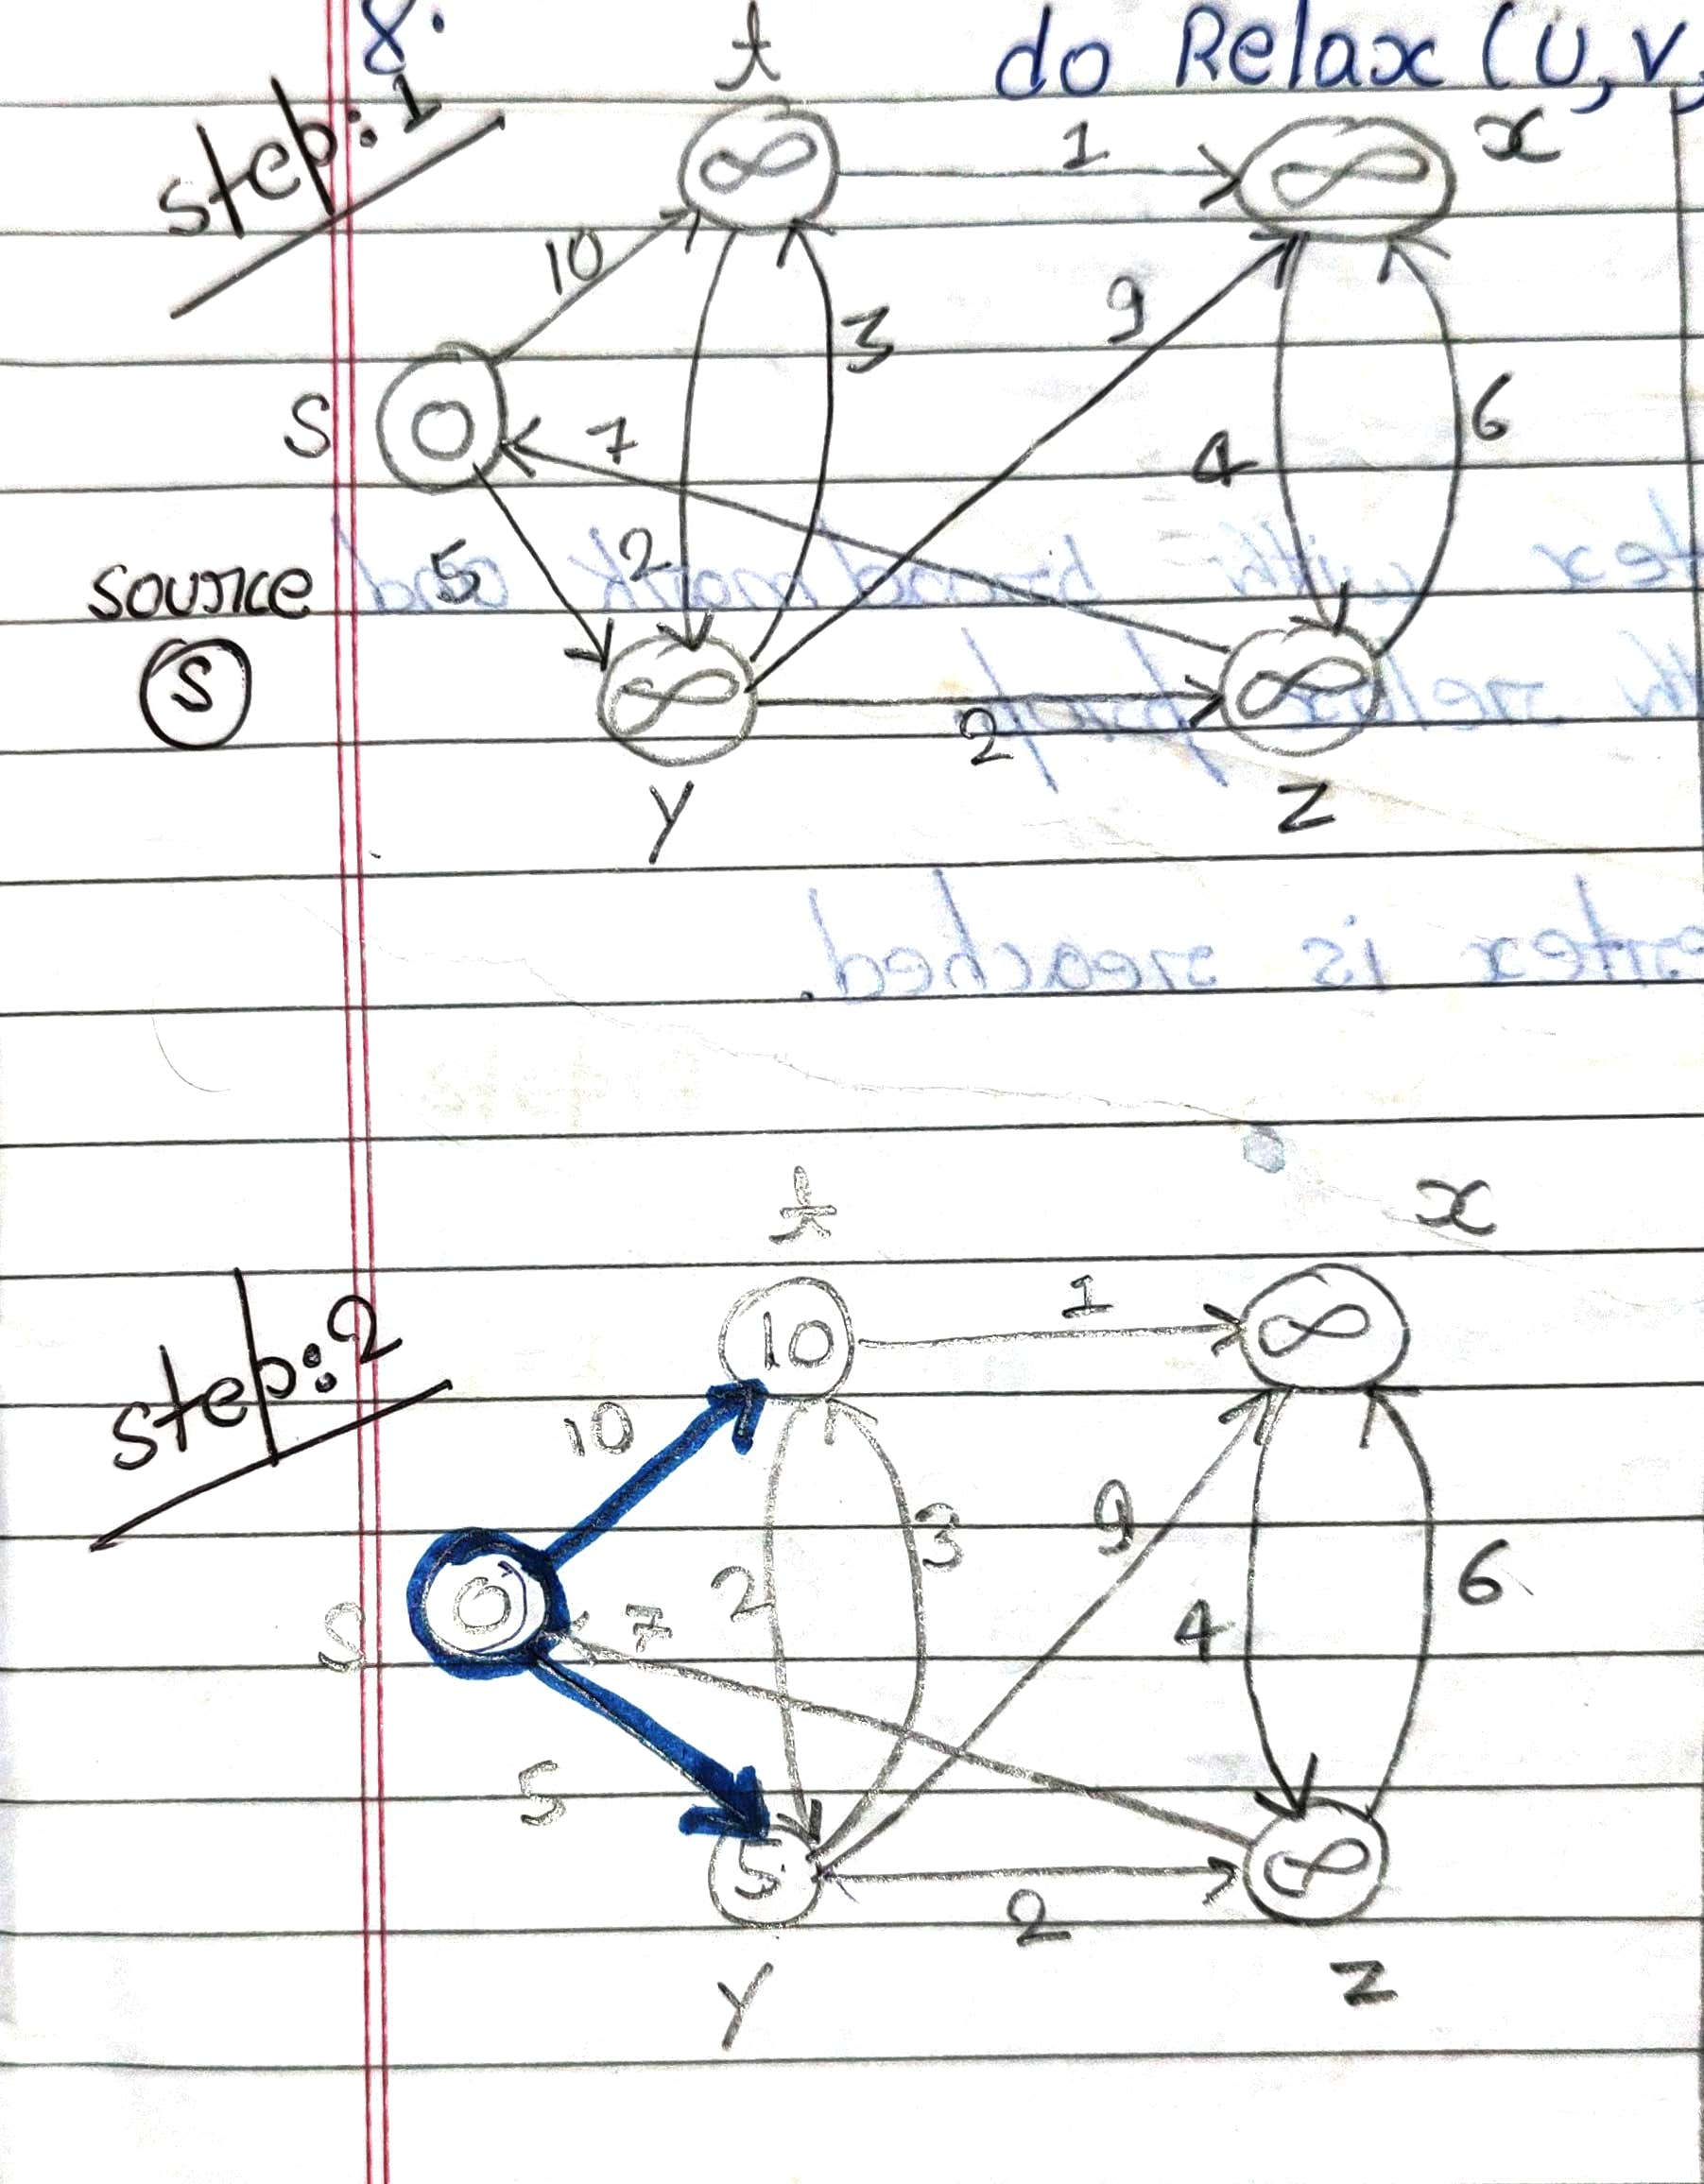 8.
do Relax (u,v,
step:1
t
x
∞ 1 ∞
10
3 9
S 0 7 4 6
5 2
source
S
∞ 2 ∞
y z
t x
step:2
10 1 ∞
10
3 9
S 0 7 2 4 6
5
5 2 ∞
y z